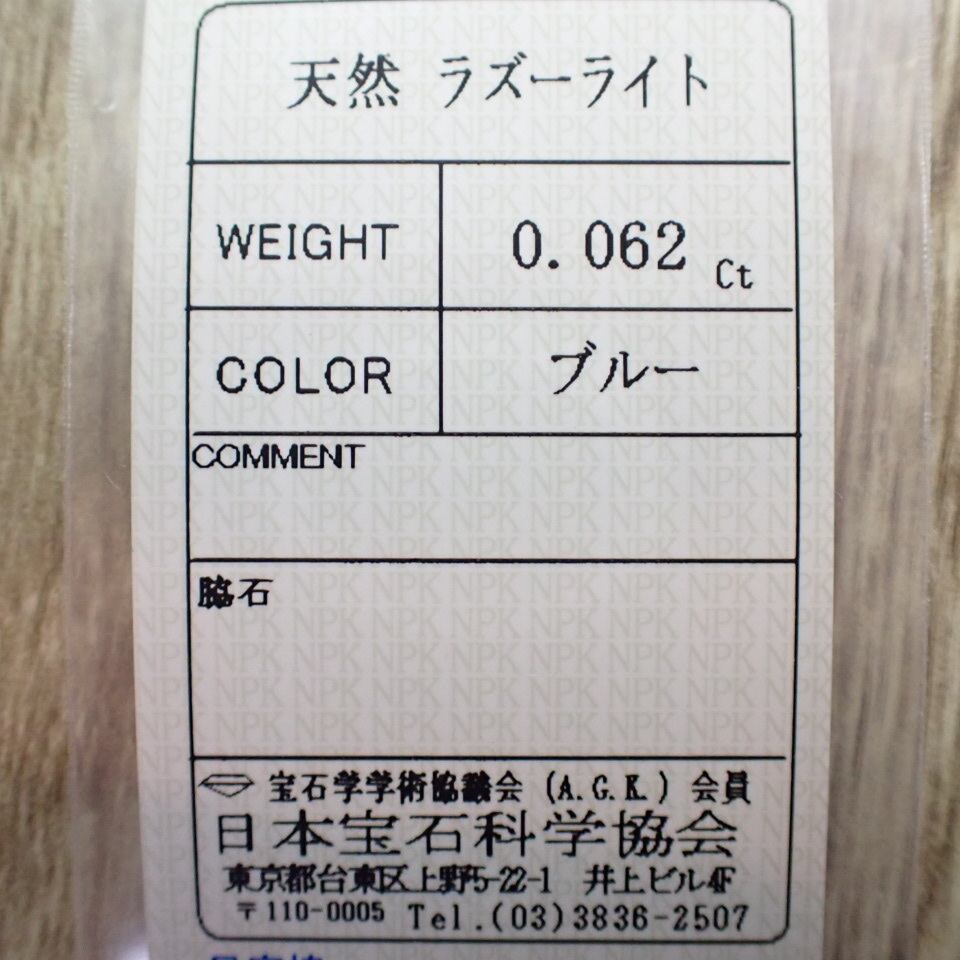 天然 ラズーライト
WEIGHT 0.062 Ct
COLOR ブルー
COMMENT
脇石
宝石学学術協議会 (A.G.K.) 会員
日本宝石科学協会
東京都台東区上野5-22-1 井上ビル4F
〒110-0005 Tel.(03)3836-2507